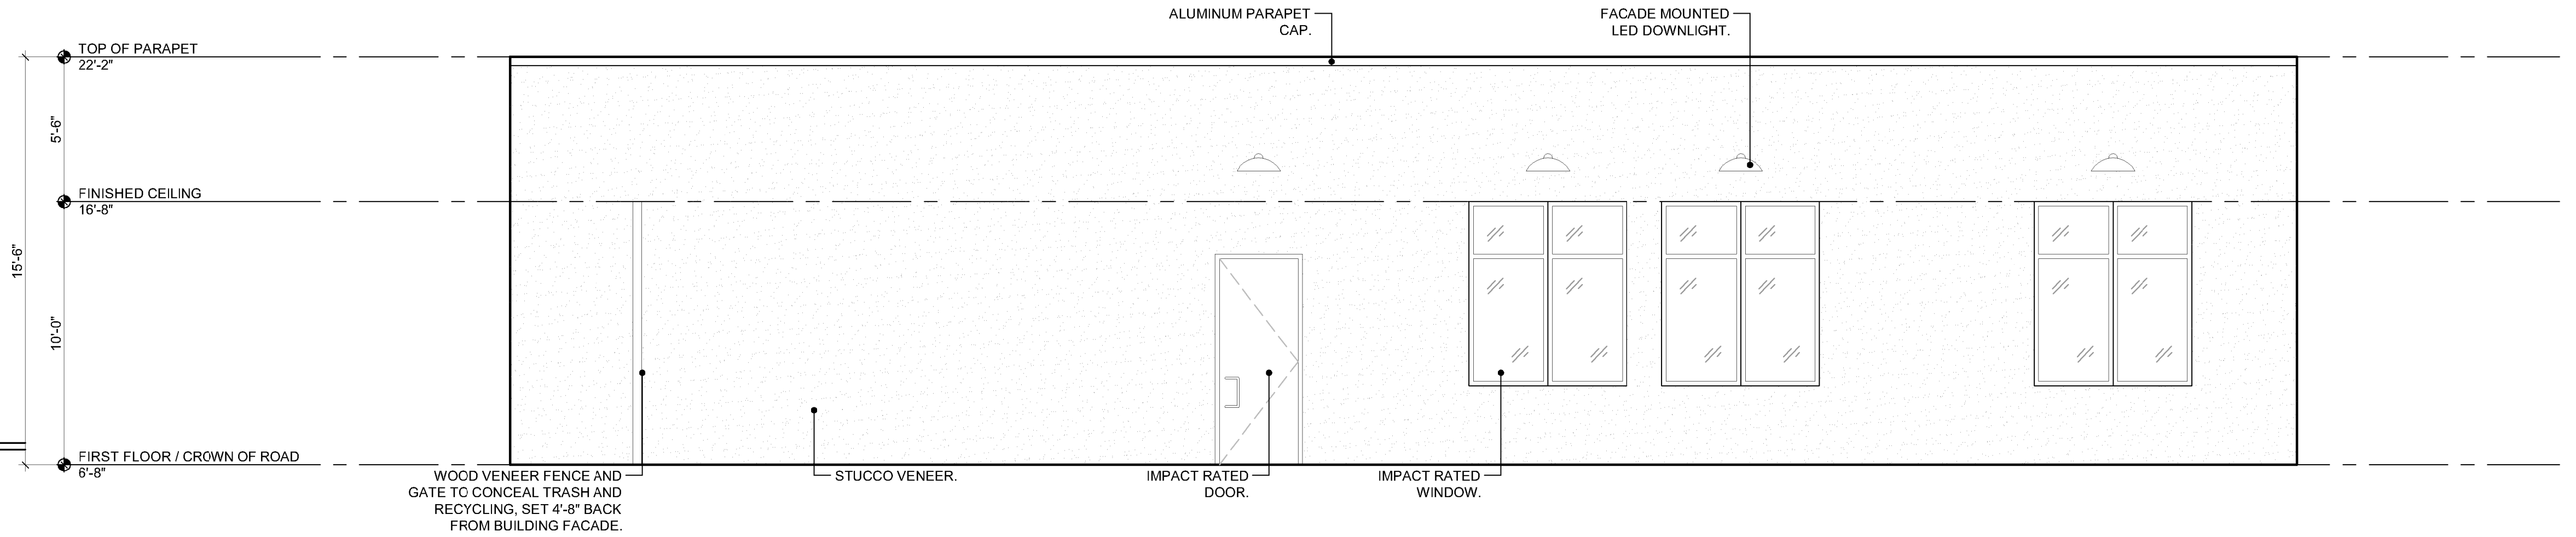 ALUMINUM PARAPET
CAP.
FACADE MOUNTED
LED DOWNLIGHT.
TOP OF PARAPET
22'-2"
5'-6"
FINISHED CEILING
16'-8"
15'-6"
10'-0"
FIRST FLOOR / CROWN OF ROAD
6'-8"
WOOD VENEER FENCE AND
GATE TO CONCEAL TRASH AND
RECYCLING, SET 4'-8" BACK
FROM BUILDING FACADE.
STUCCO VENEER.
IMPACT RATED
DOOR.
IMPACT RATED
WINDOW.